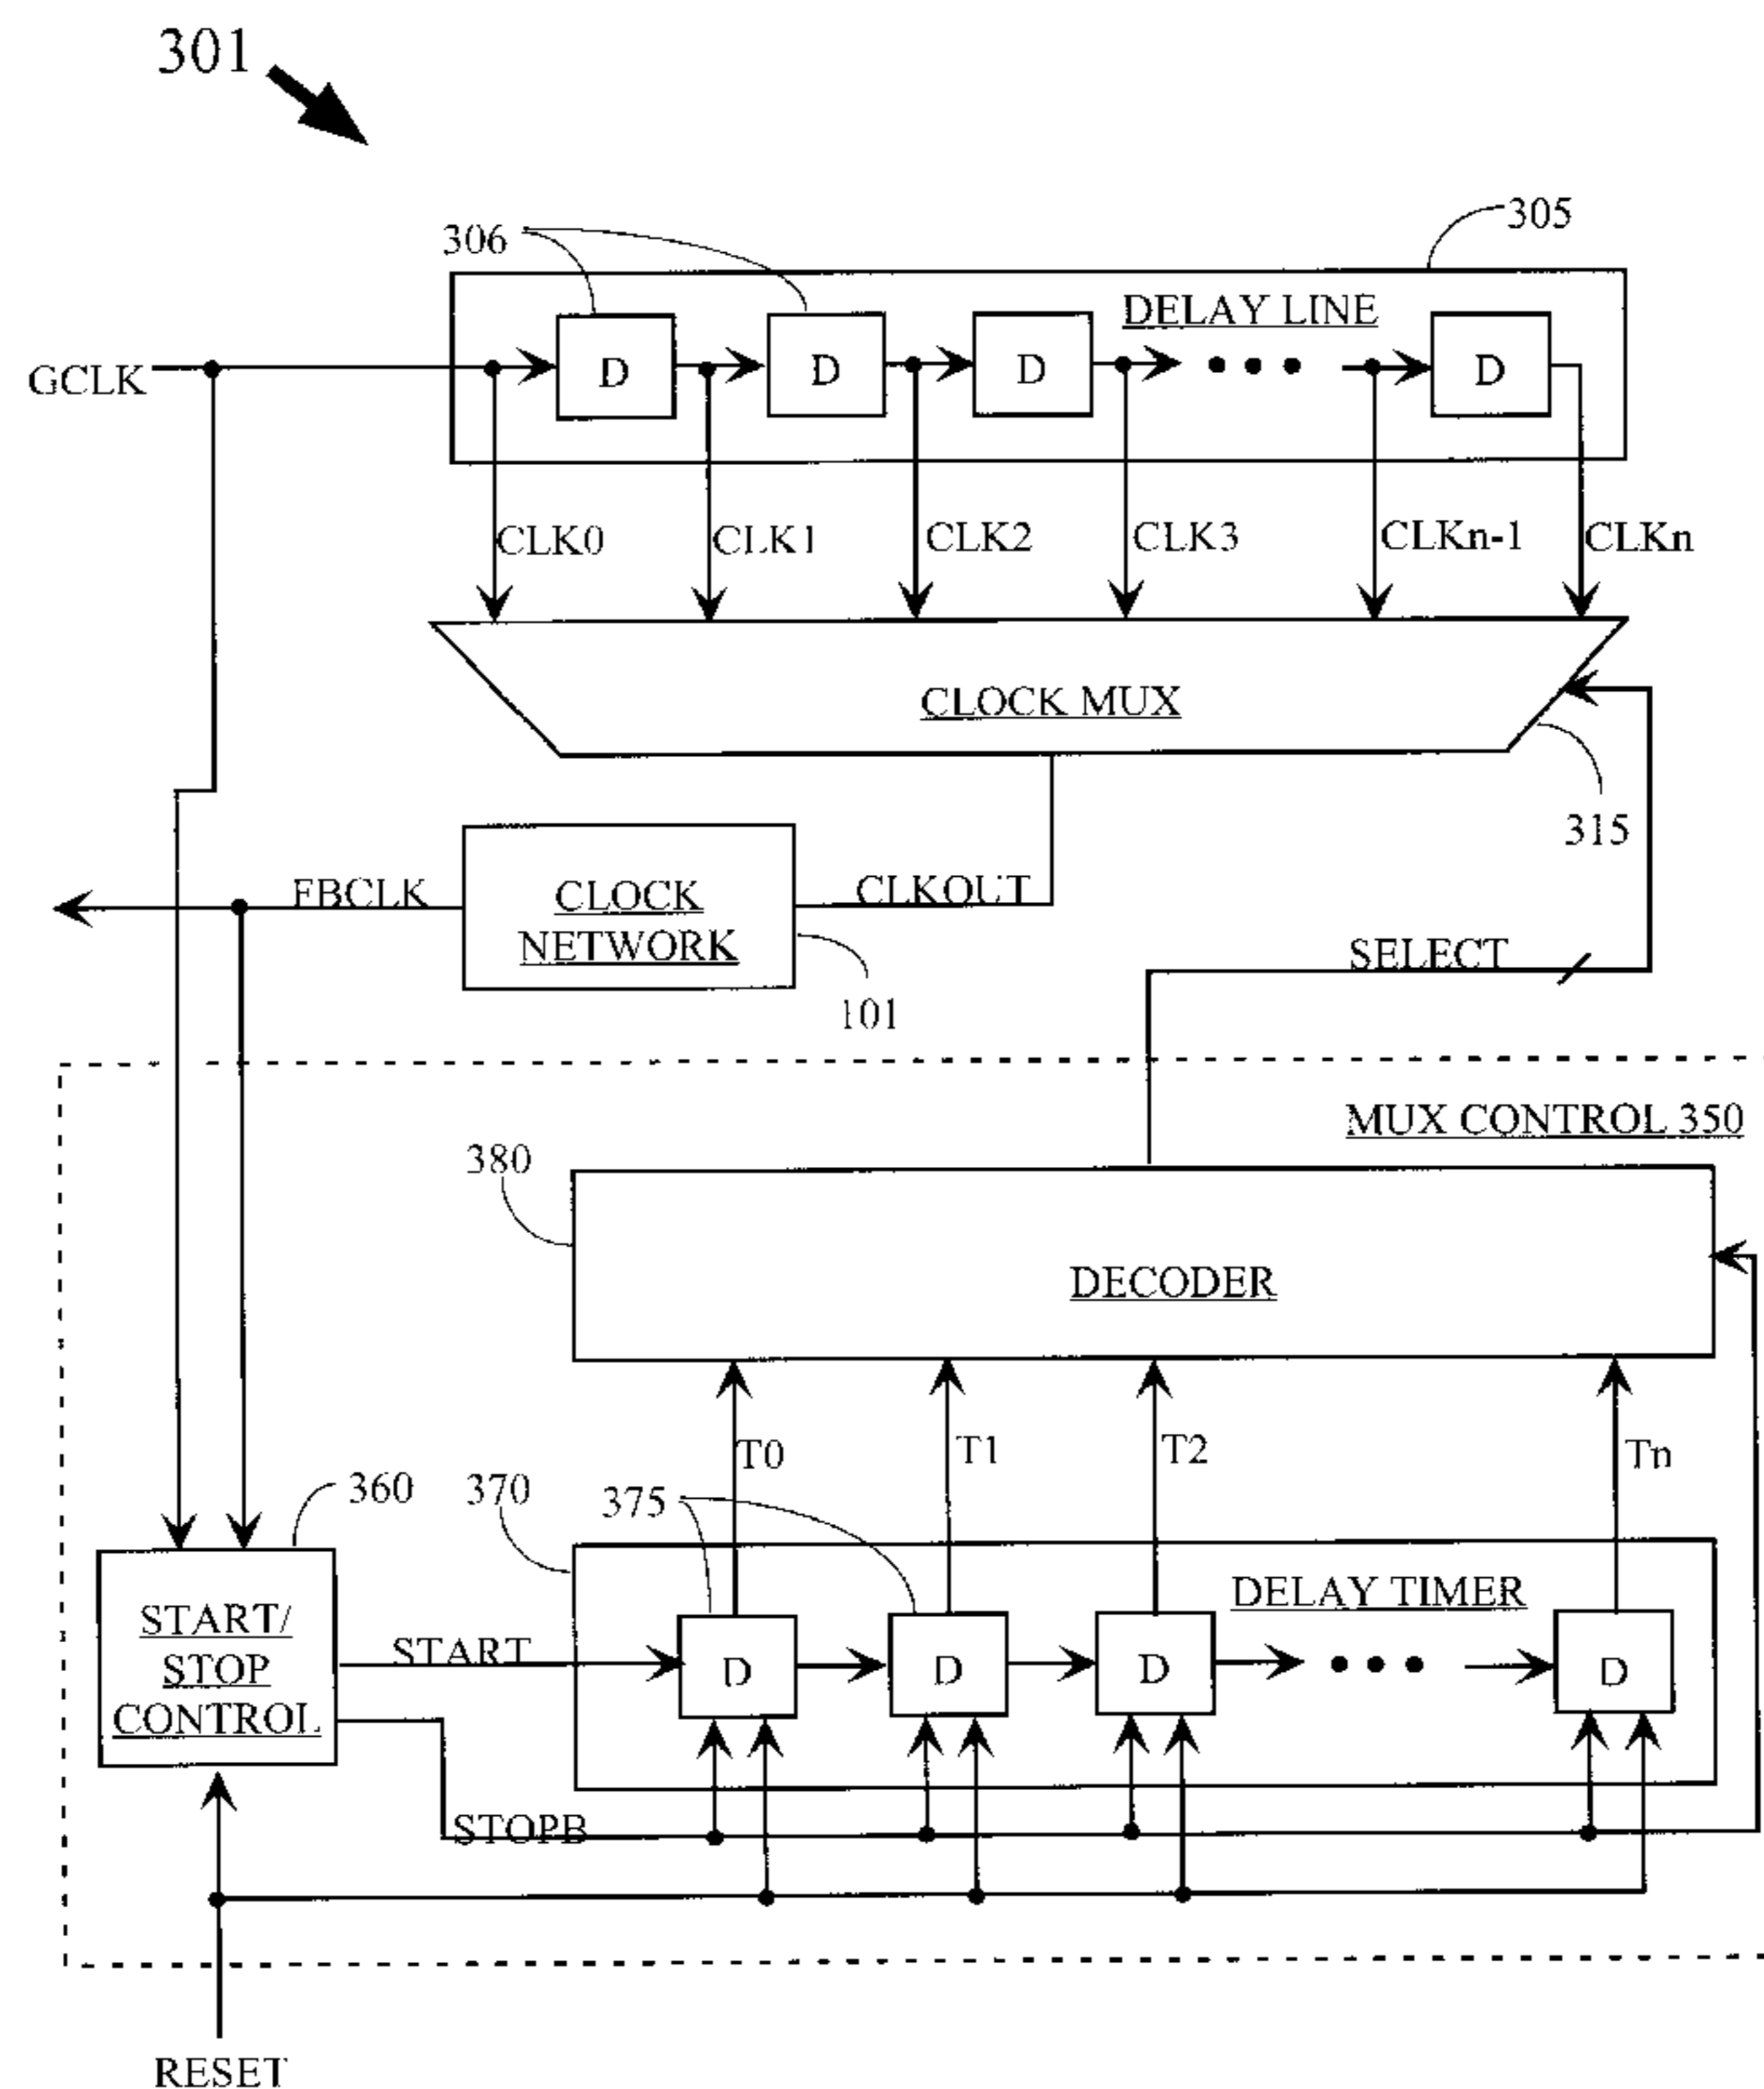 301
305
306
DELAY LINE
GCLK
D D D D
CLK0 CLK1 CLK2 CLK3 CLKn-1 CLKn
CLOCK MUX
315
FBCLK
CLOCK
NETWORK
CLKOUT
SELECT
101
MUX CONTROL 350
380
DECODER
T0 T1 T2 Tn
360
370
375
DELAY TIMER
START/
STOP
CONTROL
START
D D D D
STOPB
RESET